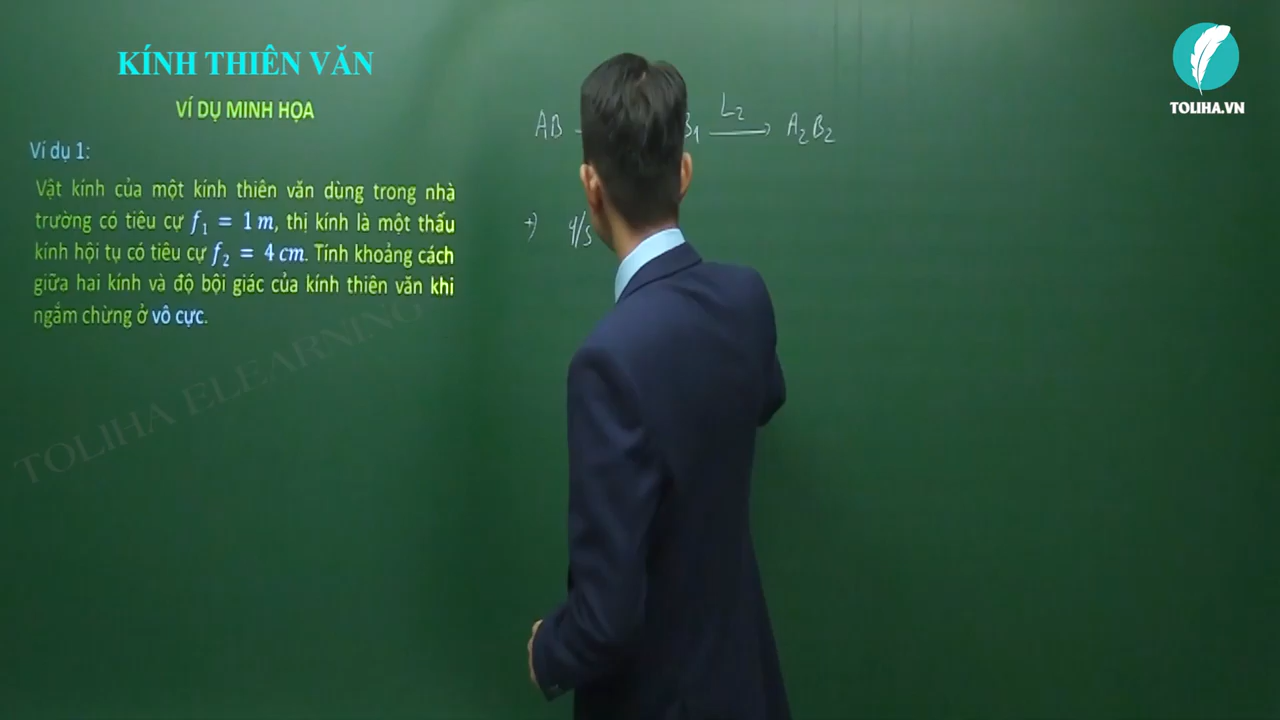 KÍNH THIÊN VĂN
VÍ DỤ MINH HỌA
Ví dụ 1:
Vật kính của một kính thiên văn dùng trong nhà
trường có tiêu cự f₁ = 1 m, thị kính là một thấu
kính hội tụ có tiêu cự f₂ = 4 cm. Tính khoảng cách
giữa hai kính và độ bội giác của kính thiên văn khi
ngắm chừng ở vô cực.
TOLIHA ELEARNING
AB
B₁ L₂ → A₂B₂
+)
TOLIHA.VN